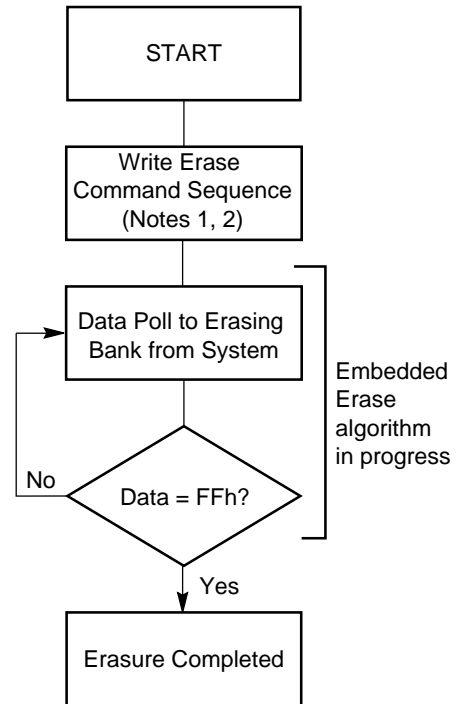 START
Write Erase
Command Sequence
(Notes 1, 2)
Data Poll to Erasing
Bank from System
Embedded
Erase
algorithm
in progress
No
Data = FFh?
Yes
Erasure Completed